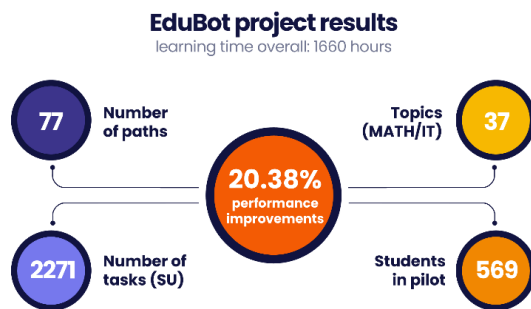 EduBot project results
learning time overall: 1660 hours
77
Number
of paths
Topics
(MATH/IT)
37
20.38%
performance
improvements
2271
Number of
tasks (SU)
Students
in pilot
569